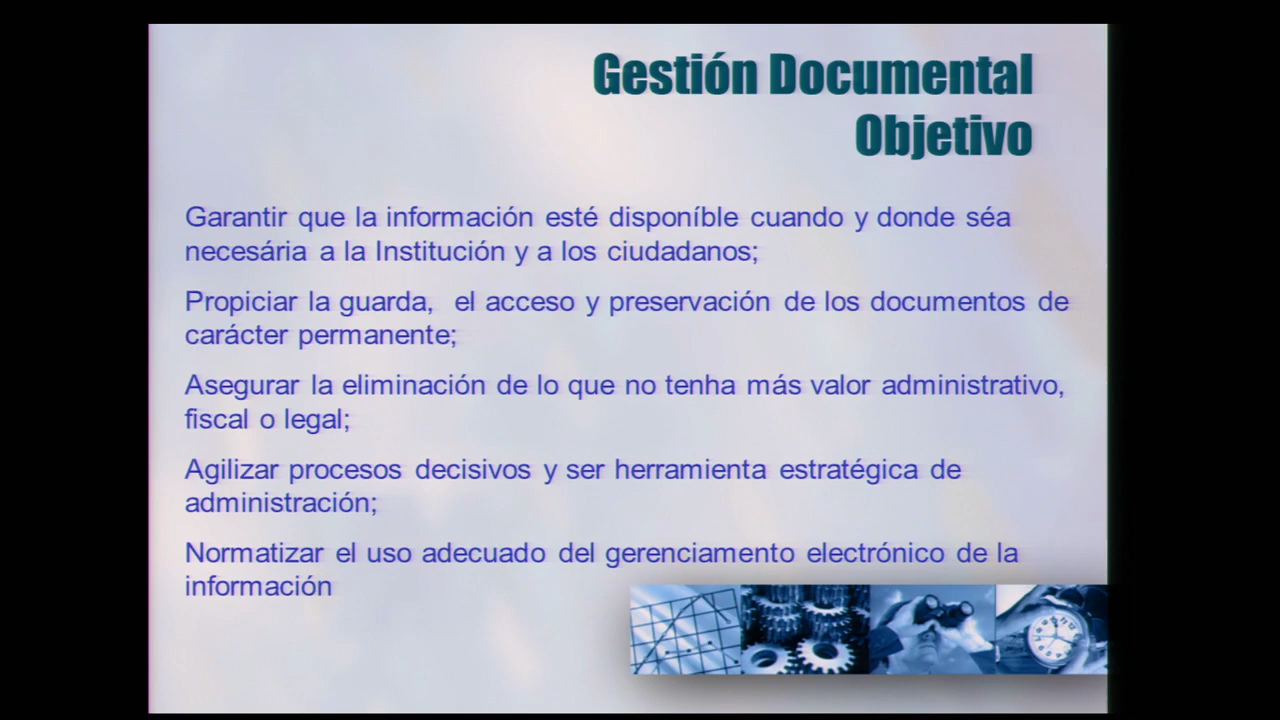 Gestión Documental
Objetivo
Garantir que la información esté disponíble cuando y donde séa
necesária a la Institución y a los ciudadanos;
Propiciar la guarda, el acceso y preservación de los documentos de
carácter permanente;
Asegurar la eliminación de lo que no tenha más valor administrativo,
fiscal o legal;
Agilizar procesos decisivos y ser herramienta estratégica de
administración;
Normatizar el uso adecuado del gerenciamento electrónico de la
información